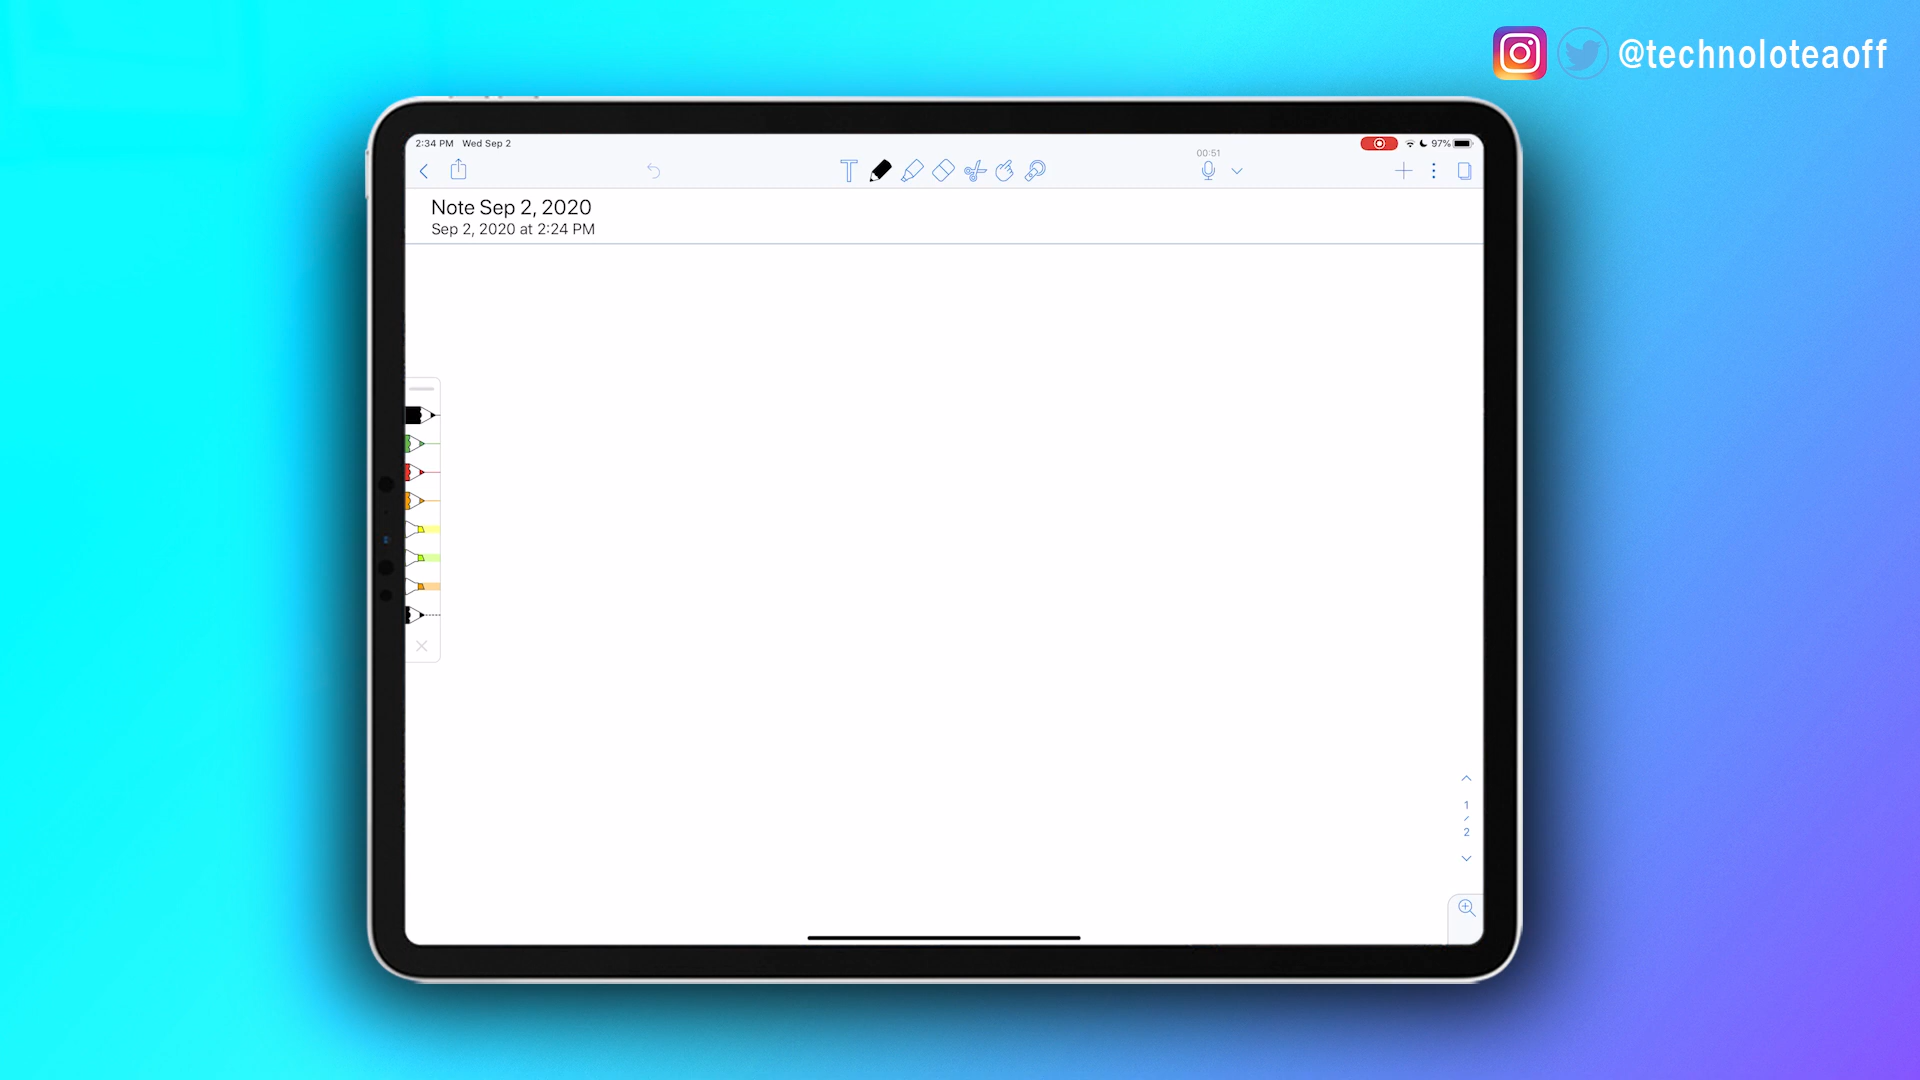 @technoloteaoff
2:34 PM Wed Sep 2
97%
00:51
Note Sep 2, 2020
Sep 2, 2020 at 2:24 PM
1
/
2